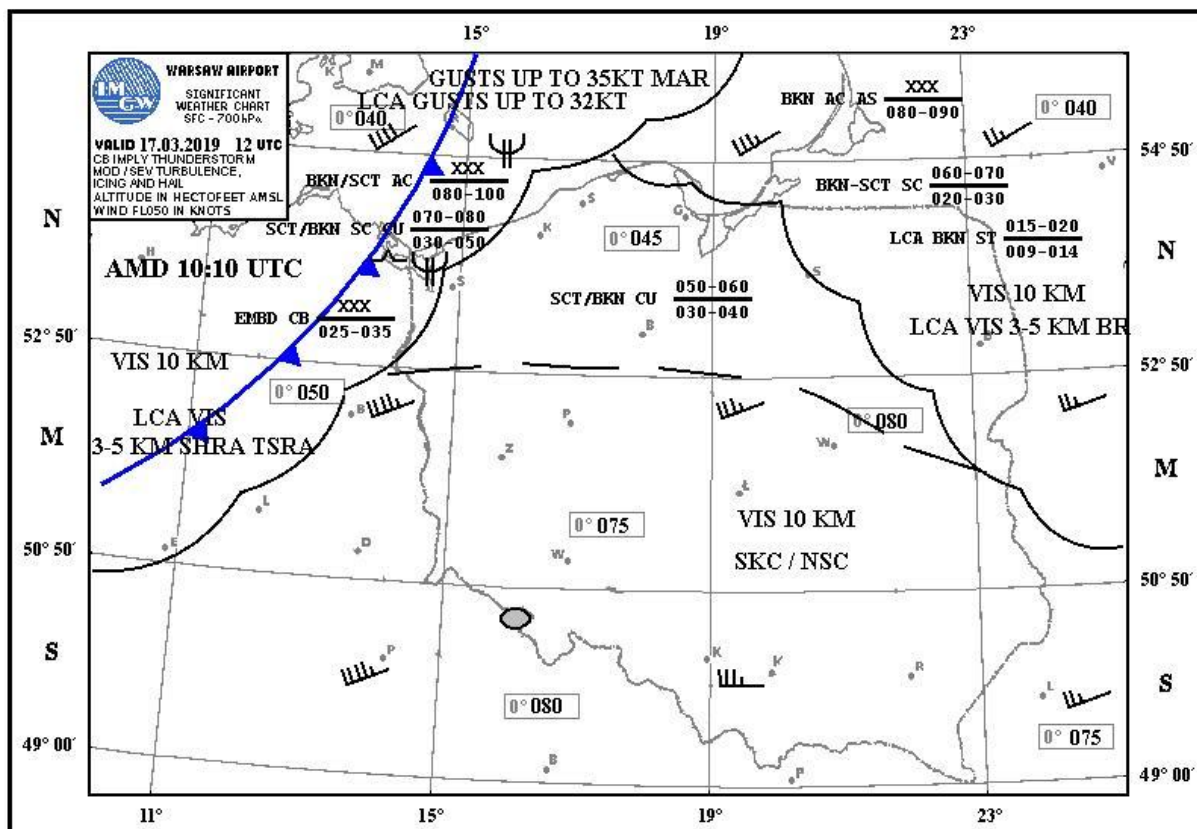 15°
19°
23°
IM
GW
WARSAW AIRPORT
SIGNIFICANT
WEATHER CHART
SFC - 700hPa
VALID 17.03.2019 12 UTC
CB IMPLY THUNDERSTORM
MOD/SEV TURBULENCE,
ICING AND HAIL
ALTITUDE IN HECTOFEET AMSL
WIND FL050 IN KNOTS
K
M
GUSTS UP TO 35KT MAR
LCA GUSTS UP TO 32KT
0° 040
BKN AC AS XXX
080-090
0° 040
54° 50´
V
BKN/SCT AC XXX
080-100
BKN-SCT SC 060-070
020-030
N
S
G
SCT/BKN SC CU 070-080
030-050
K
0° 045
LCA BKN ST 015-020
009-014
N
H
AMD 10:10 UTC
S
S
SCT/BKN CU 050-060
030-040
VIS 10 KM
LCA VIS 3-5 KM BR
EMBD CB XXX
025-035
B
B
52° 50´
VIS 10 KM
52° 50´
0° 050
B
P
0° 080
LCA VIS
3-5 KM SHRA TSRA
M
W
M
Z
Ł
L
0° 075
VIS 10 KM
SKC / NSC
E
D
W
50° 50´
50° 50´
S
P
K
K
R
L
S
0° 080
0° 075
49° 00´
B
P
49° 00´
11°
15°
19°
23°